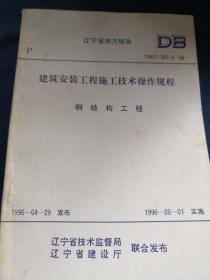 辽宁省地方标准
DB
P
建筑安装工程施工技术操作规程
钢结构工程
1996—04—29 发布
1996—06—01 实施
辽宁省技术监督局
辽宁省建设厅
联合发布